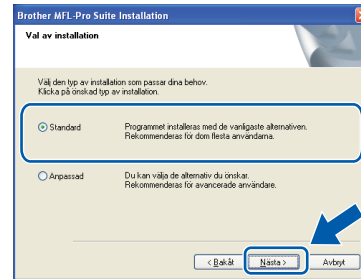 Brother MFL-Pro Suite Installation
Val av installation
Välj den typ av installation som passar dina behov.
Klicka på önskad typ av installation.
Standard
Programmet installeras med de vanligaste alternativen.
Rekommenderas för dom flesta användarna.
Anpassad
Du kan välja de alternativ du önskar.
Rekommenderas för avancerade användare.
< Bakåt
Nästa >
Avbryt